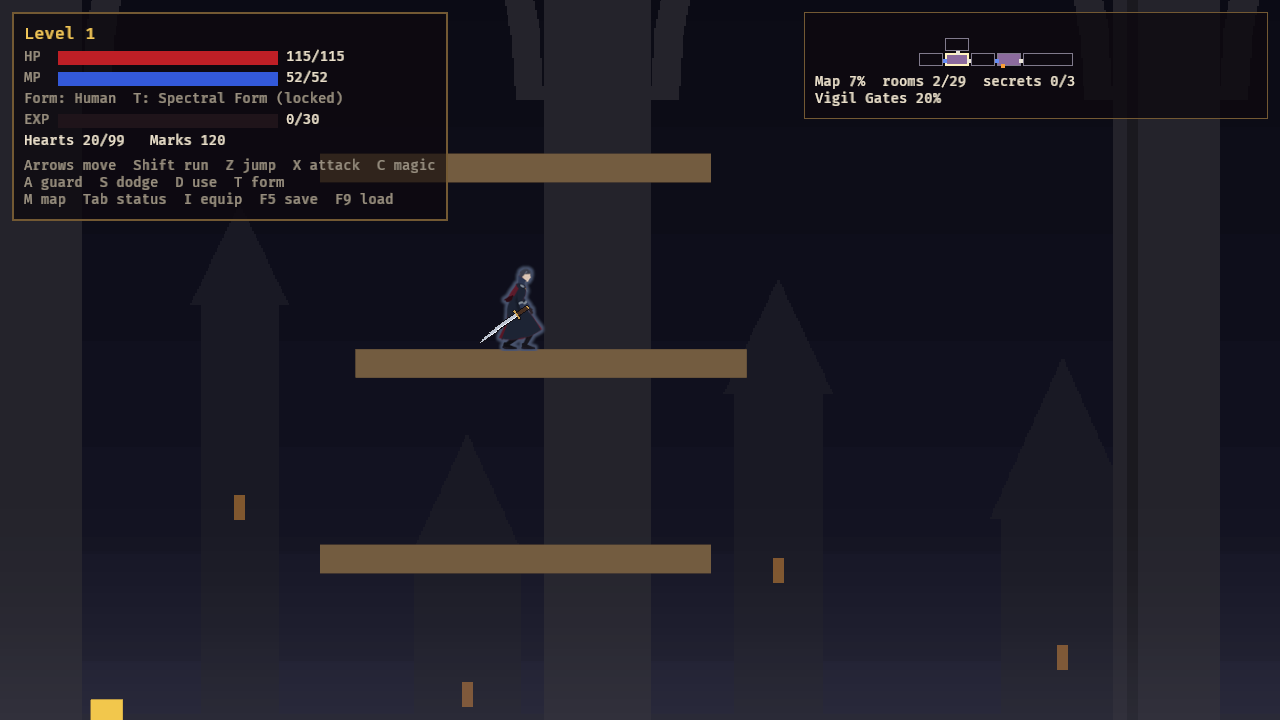 Level 1
HP 115/115
MP 52/52
Form: Human  T: Spectral Form (locked)
EXP 0/30
Hearts 20/99  Marks 120
Arrows move  Shift run  Z jump  X attack  C magic
A guard  S dodge  D use  T form
M map  Tab status  I equip  F5 save  F9 load
Map 7%  rooms 2/29  secrets 0/3
Vigil Gates 20%